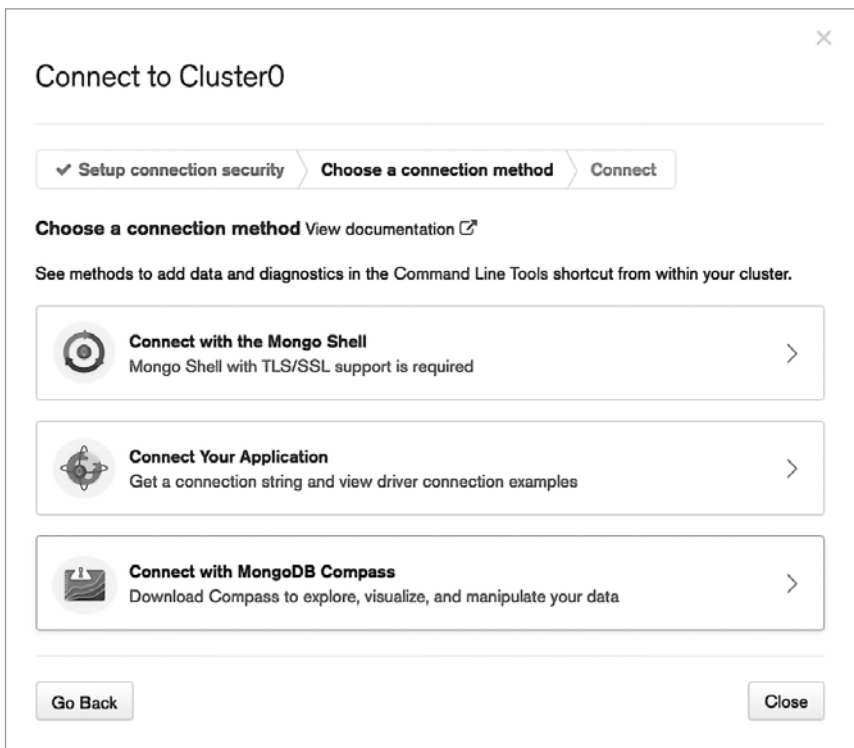 Connect to Cluster0
Setup connection security
Choose a connection method
Connect
Choose a connection method View documentation
See methods to add data and diagnostics in the Command Line Tools shortcut from within your cluster.
Connect with the Mongo Shell
Mongo Shell with TLS/SSL support is required
Connect Your Application
Get a connection string and view driver connection examples
Connect with MongoDB Compass
Download Compass to explore, visualize, and manipulate your data
Go Back
Close